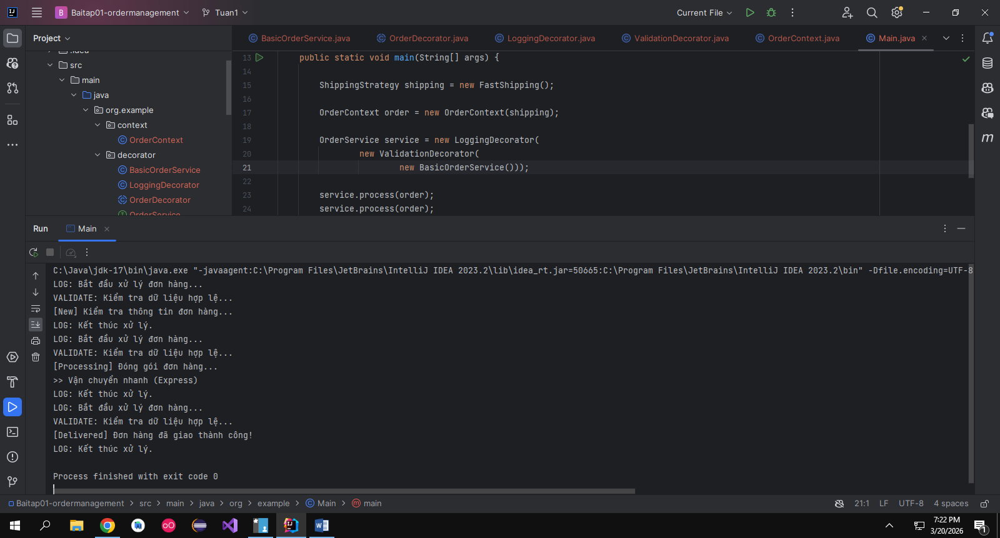 B Baitap01-ordermanagement Tuan1 Current File
Project
BasicOrderService.java OrderDecorator.java LoggingDecorator.java ValidationDecorator.java OrderContext.java Main.java
.idea
src
main
java
org.example
context
OrderContext
decorator
BasicOrderService
LoggingDecorator
OrderDecorator
OrderService
13 public static void main(String[] args) {
14
15 ShippingStrategy shipping = new FastShipping();
16
17 OrderContext order = new OrderContext(shipping);
18
19 OrderService service = new LoggingDecorator(
20 new ValidationDecorator(
21 new BasicOrderService()));
22
23 service.process(order);
24 service.process(order);
Run Main
C:\Java\jdk-17\bin\java.exe "-javaagent:C:\Program Files\JetBrains\IntelliJ IDEA 2023.2\lib\idea_rt.jar=50665:C:\Program Files\JetBrains\IntelliJ IDEA 2023.2\bin" -Dfile.encoding=UTF-8
LOG: Bắt đầu xử lý đơn hàng...
VALIDATE: Kiểm tra dữ liệu hợp lệ...
[New] Kiểm tra thông tin đơn hàng...
LOG: Kết thúc xử lý.
LOG: Bắt đầu xử lý đơn hàng...
VALIDATE: Kiểm tra dữ liệu hợp lệ...
[Processing] Đóng gói đơn hàng...
>> Vận chuyển nhanh (Express)
LOG: Kết thúc xử lý.
LOG: Bắt đầu xử lý đơn hàng...
VALIDATE: Kiểm tra dữ liệu hợp lệ...
[Delivered] Đơn hàng đã giao thành công!
LOG: Kết thúc xử lý.
Process finished with exit code 0
Baitap01-ordermanagement > src > main > java > org > example > Main > main 21:1 LF UTF-8 4 spaces
7:22 PM
3/20/2026
1